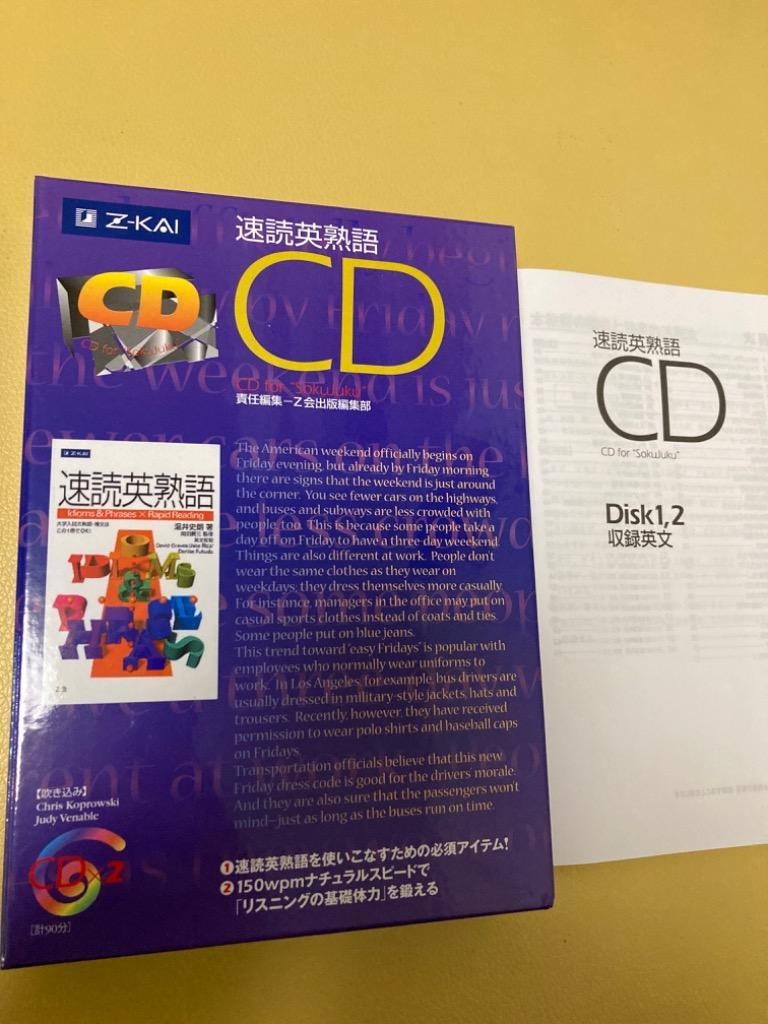 Z-KAI
速読英熟語
CD
CD
CD for "SokuJuku"
CD for "SokuJuku"
責任編集－Z会出版編集部
Z-KAI
速読英熟語
Idioms & Phrases × Rapid Reading
温井史朗 著
The American weekend officially begins on
Friday evening, but already by Friday morning
there are signs that the weekend is just around
the corner. You see fewer cars on the highways,
and buses and subways are less crowded with
people too. This is because some people take a
day off on Friday to have a three day weekend.
Things are also different at work. People don't
wear the same clothes as they wear on
weekdays; they dress themselves more casually.
For instance, managers in the office may put on
casual sports clothes instead of coats and ties.
Some people put on blue jeans.
This trend toward "easy Fridays" is popular with
employees who normally wear uniforms to
work. In Los Angeles, for example, bus drivers are
usually dressed in military-style jackets, hats and
trousers. Recently, however, they have received
permission to wear polo shirts and baseball caps
on Fridays.
Transportation officials believe that this new
Friday dress code is good for the drivers' morale.
And they are also sure that the passengers won't
mind—just as long as the buses run on time.
Z会
【吹き込み】
Chris Koprowski
Judy Venable
CD×2
[計90分]
❶速読英熟語を使いこなすための必須アイテム!
❷150wpmナチュラルスピードで
「リスニングの基礎体力」を鍛える
速読英熟語
CD
CD for "SokuJuku"
Disk1,2
収録英文